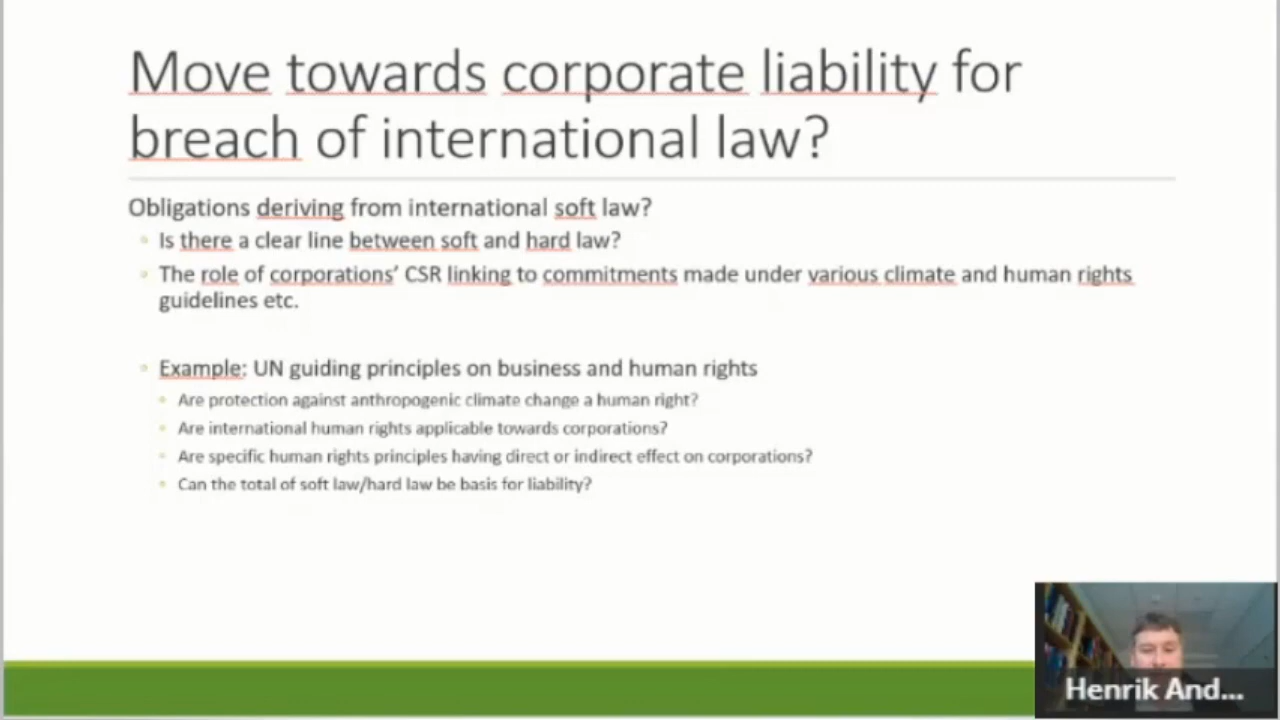 Move towards corporate liability for
breach of international law?
Obligations deriving from international soft law?
Is there a clear line between soft and hard law?
The role of corporations' CSR linking to commitments made under various climate and human rights
guidelines etc.
Example: UN guiding principles on business and human rights
Are protection against anthropogenic climate change a human right?
Are international human rights applicable towards corporations?
Are specific human rights principles having direct or indirect effect on corporations?
Can the total of soft law/hard law be basis for liability?
Henrik And...